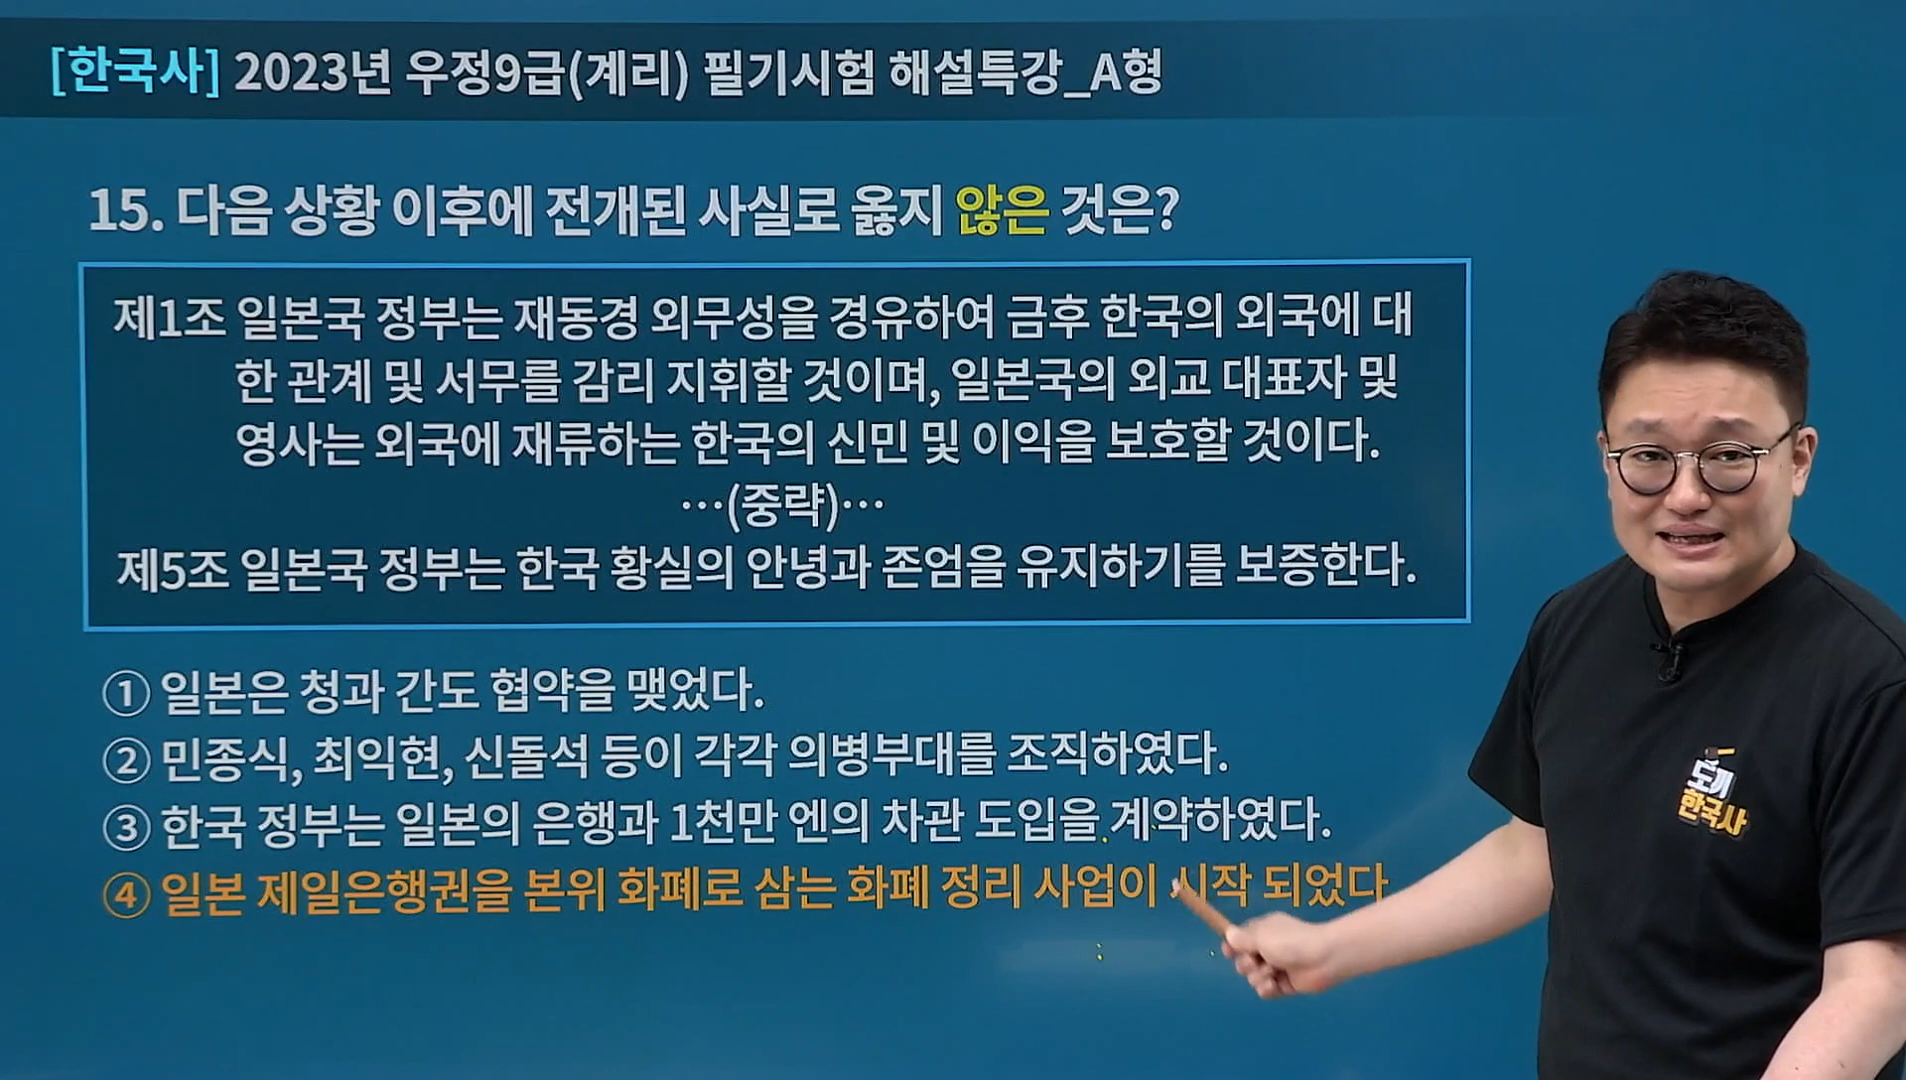 [한국사] 2023년 우정9급(계리) 필기시험 해설특강_A형
15. 다음 상황 이후에 전개된 사실로 옳지 않은 것은?
제1조 일본국 정부는 재동경 외무성을 경유하여 금후 한국의 외국에 대
한 관계 및 서무를 감리 지휘할 것이며, 일본국의 외교 대표자 및
영사는 외국에 재류하는 한국의 신민 및 이익을 보호할 것이다.
…(중략)…
제5조 일본국 정부는 한국 황실의 안녕과 존엄을 유지하기를 보증한다.
① 일본은 청과 간도 협약을 맺었다.
② 민종식, 최익현, 신돌석 등이 각각 의병부대를 조직하였다.
③ 한국 정부는 일본의 은행과 1천만 엔의 차관 도입을 계약하였다.
④ 일본 제일은행권을 본위 화폐로 삼는 화폐 정리 사업이 시작 되었다
도끼
한국사